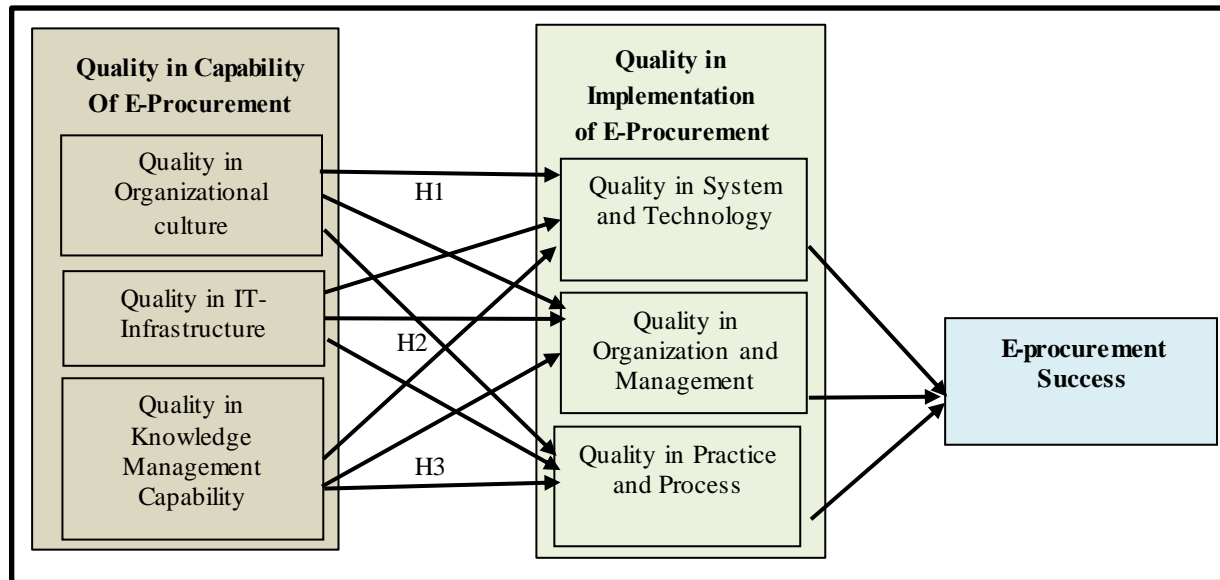 Quality in Capability
Of E-Procurement
Quality in
Organizational
culture
Quality in IT-
Infrastructure
Quality in
Knowledge
Management
Capability
H1
H2
H3
Quality in
Implementation
of E-Procurement
Quality in System
and Technology
Quality in
Organization and
Management
Quality in Practice
and Process
E-procurement
Success